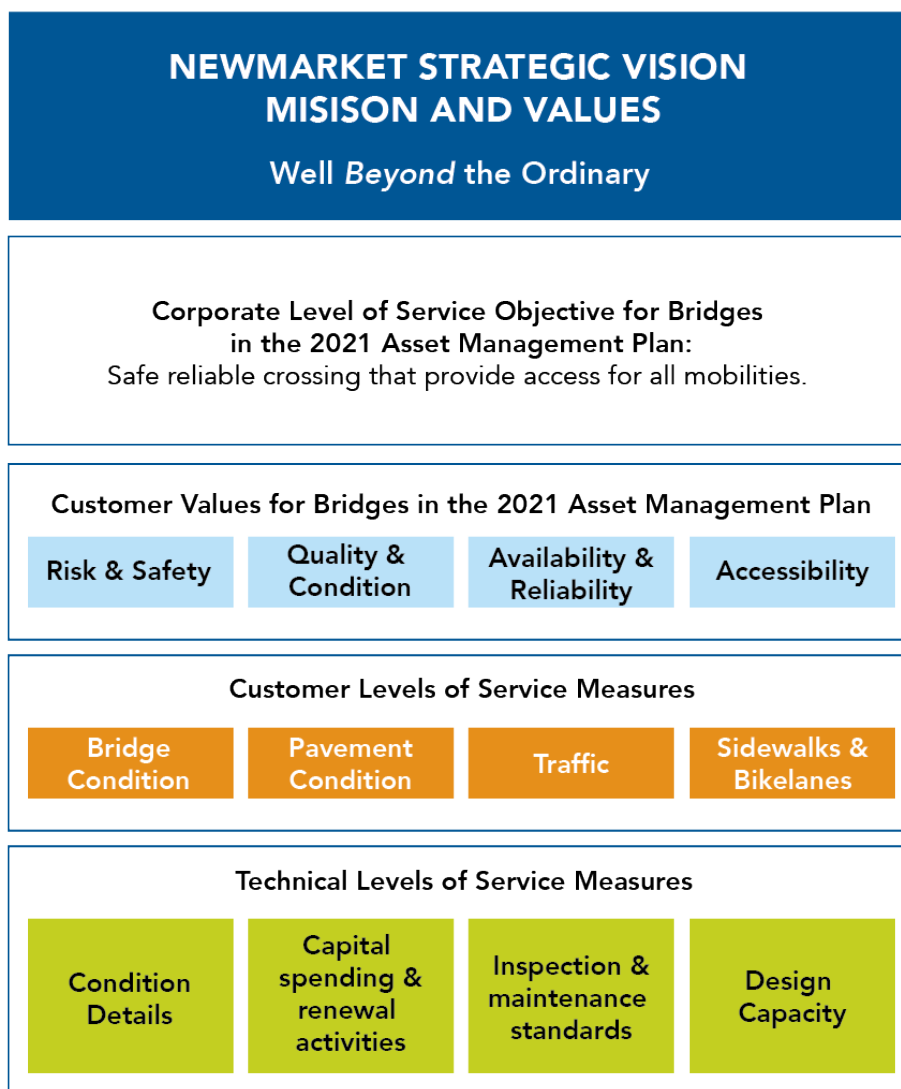 NEWMARKET STRATEGIC VISION
MISISON AND VALUES
Well Beyond the Ordinary
Corporate Level of Service Objective for Bridges
in the 2021 Asset Management Plan:
Safe reliable crossing that provide access for all mobilities.
Customer Values for Bridges in the 2021 Asset Management Plan
Risk & Safety
Quality &
Condition
Availability &
Reliability
Accessibility
Customer Levels of Service Measures
Bridge
Condition
Pavement
Condition
Traffic
Sidewalks &
Bikelanes
Technical Levels of Service Measures
Condition
Details
Capital
spending &
renewal
activities
Inspection &
maintenance
standards
Design
Capacity